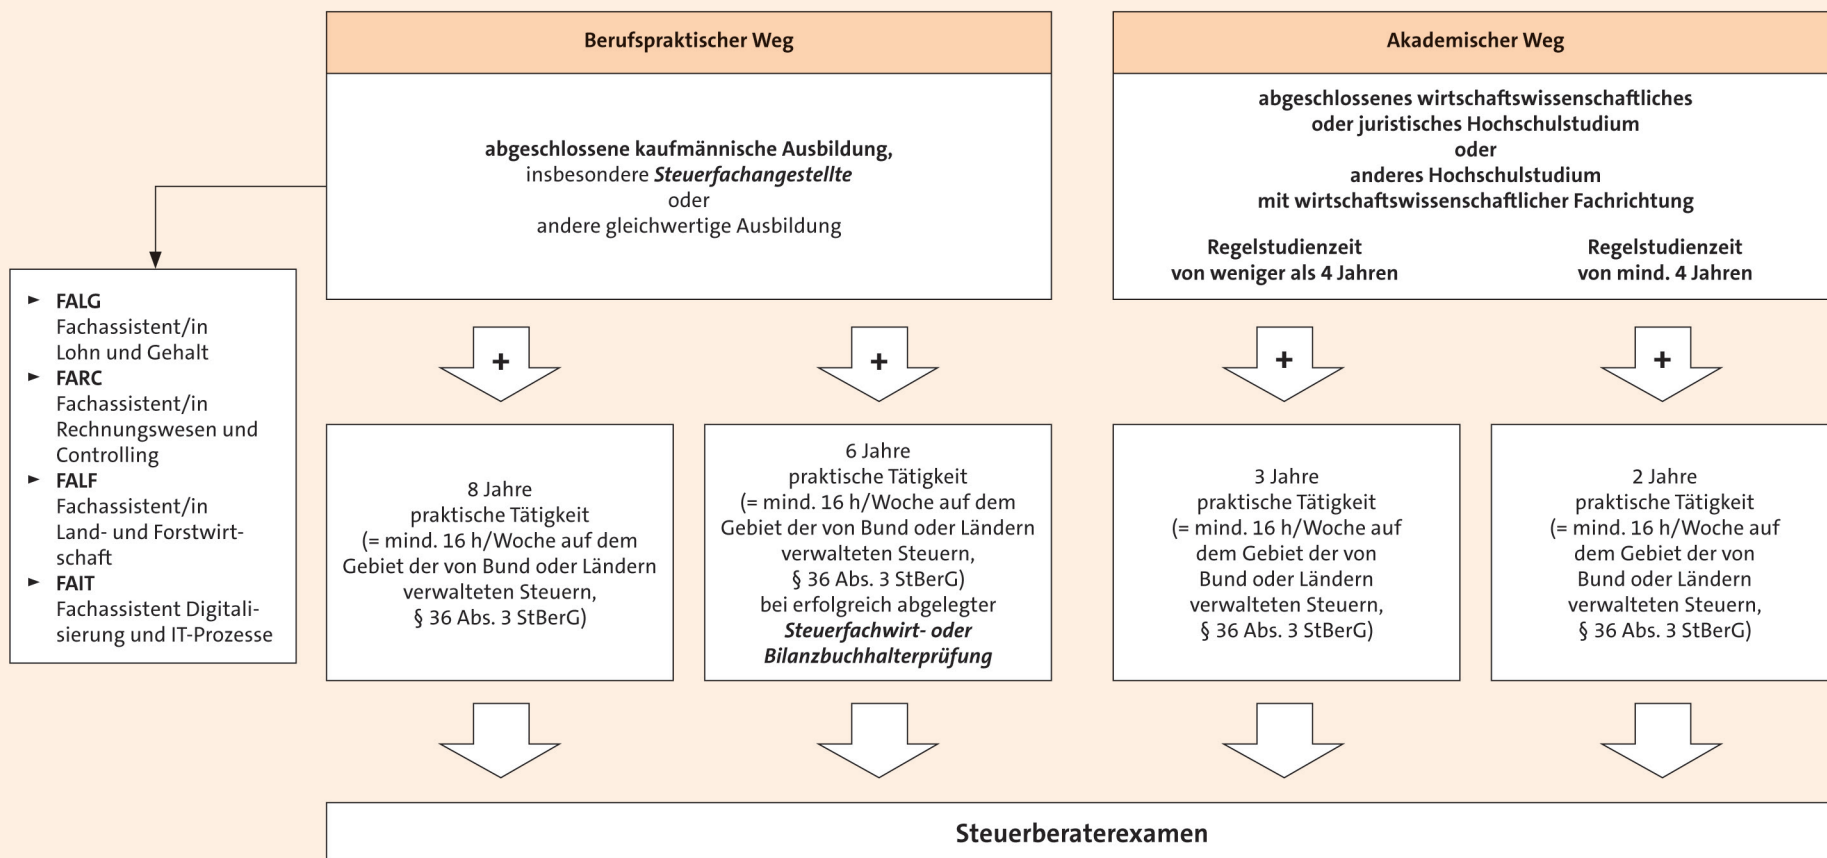 Berufspraktischer Weg
abgeschlossene kaufmännische Ausbildung,
insbesondere Steuerfachangestellte
oder
andere gleichwertige Ausbildung
Akademischer Weg
abgeschlossenes wirtschaftswissenschaftliches
oder juristisches Hochschulstudium
oder
anderes Hochschulstudium
mit wirtschaftswissenschaftlicher Fachrichtung
Regelstudienzeit
von weniger als 4 Jahren
Regelstudienzeit
von mind. 4 Jahren
► FALG
Fachassistent/in
Lohn und Gehalt
► FARC
Fachassistent/in
Rechnungswesen und
Controlling
► FALF
Fachassistent/in
Land- und Forstwirt-
schaft
► FAIT
Fachassistent Digitali-
sierung und IT-Prozesse
+
+
+
+
8 Jahre
praktische Tätigkeit
(= mind. 16 h/Woche auf dem
Gebiet der von Bund oder Ländern
verwalteten Steuern,
§ 36 Abs. 3 StBerG)
6 Jahre
praktische Tätigkeit
(= mind. 16 h/Woche auf dem
Gebiet der von Bund oder Ländern
verwalteten Steuern,
§ 36 Abs. 3 StBerG)
bei erfolgreich abgelegter
Steuerfachwirt- oder
Bilanzbuchhalterprüfung
3 Jahre
praktische Tätigkeit
(= mind. 16 h/Woche auf
dem Gebiet der von
Bund oder Ländern
verwalteten Steuern,
§ 36 Abs. 3 StBerG)
2 Jahre
praktische Tätigkeit
(= mind. 16 h/Woche auf
dem Gebiet der von
Bund oder Ländern
verwalteten Steuern,
§ 36 Abs. 3 StBerG)
Steuerberaterexamen